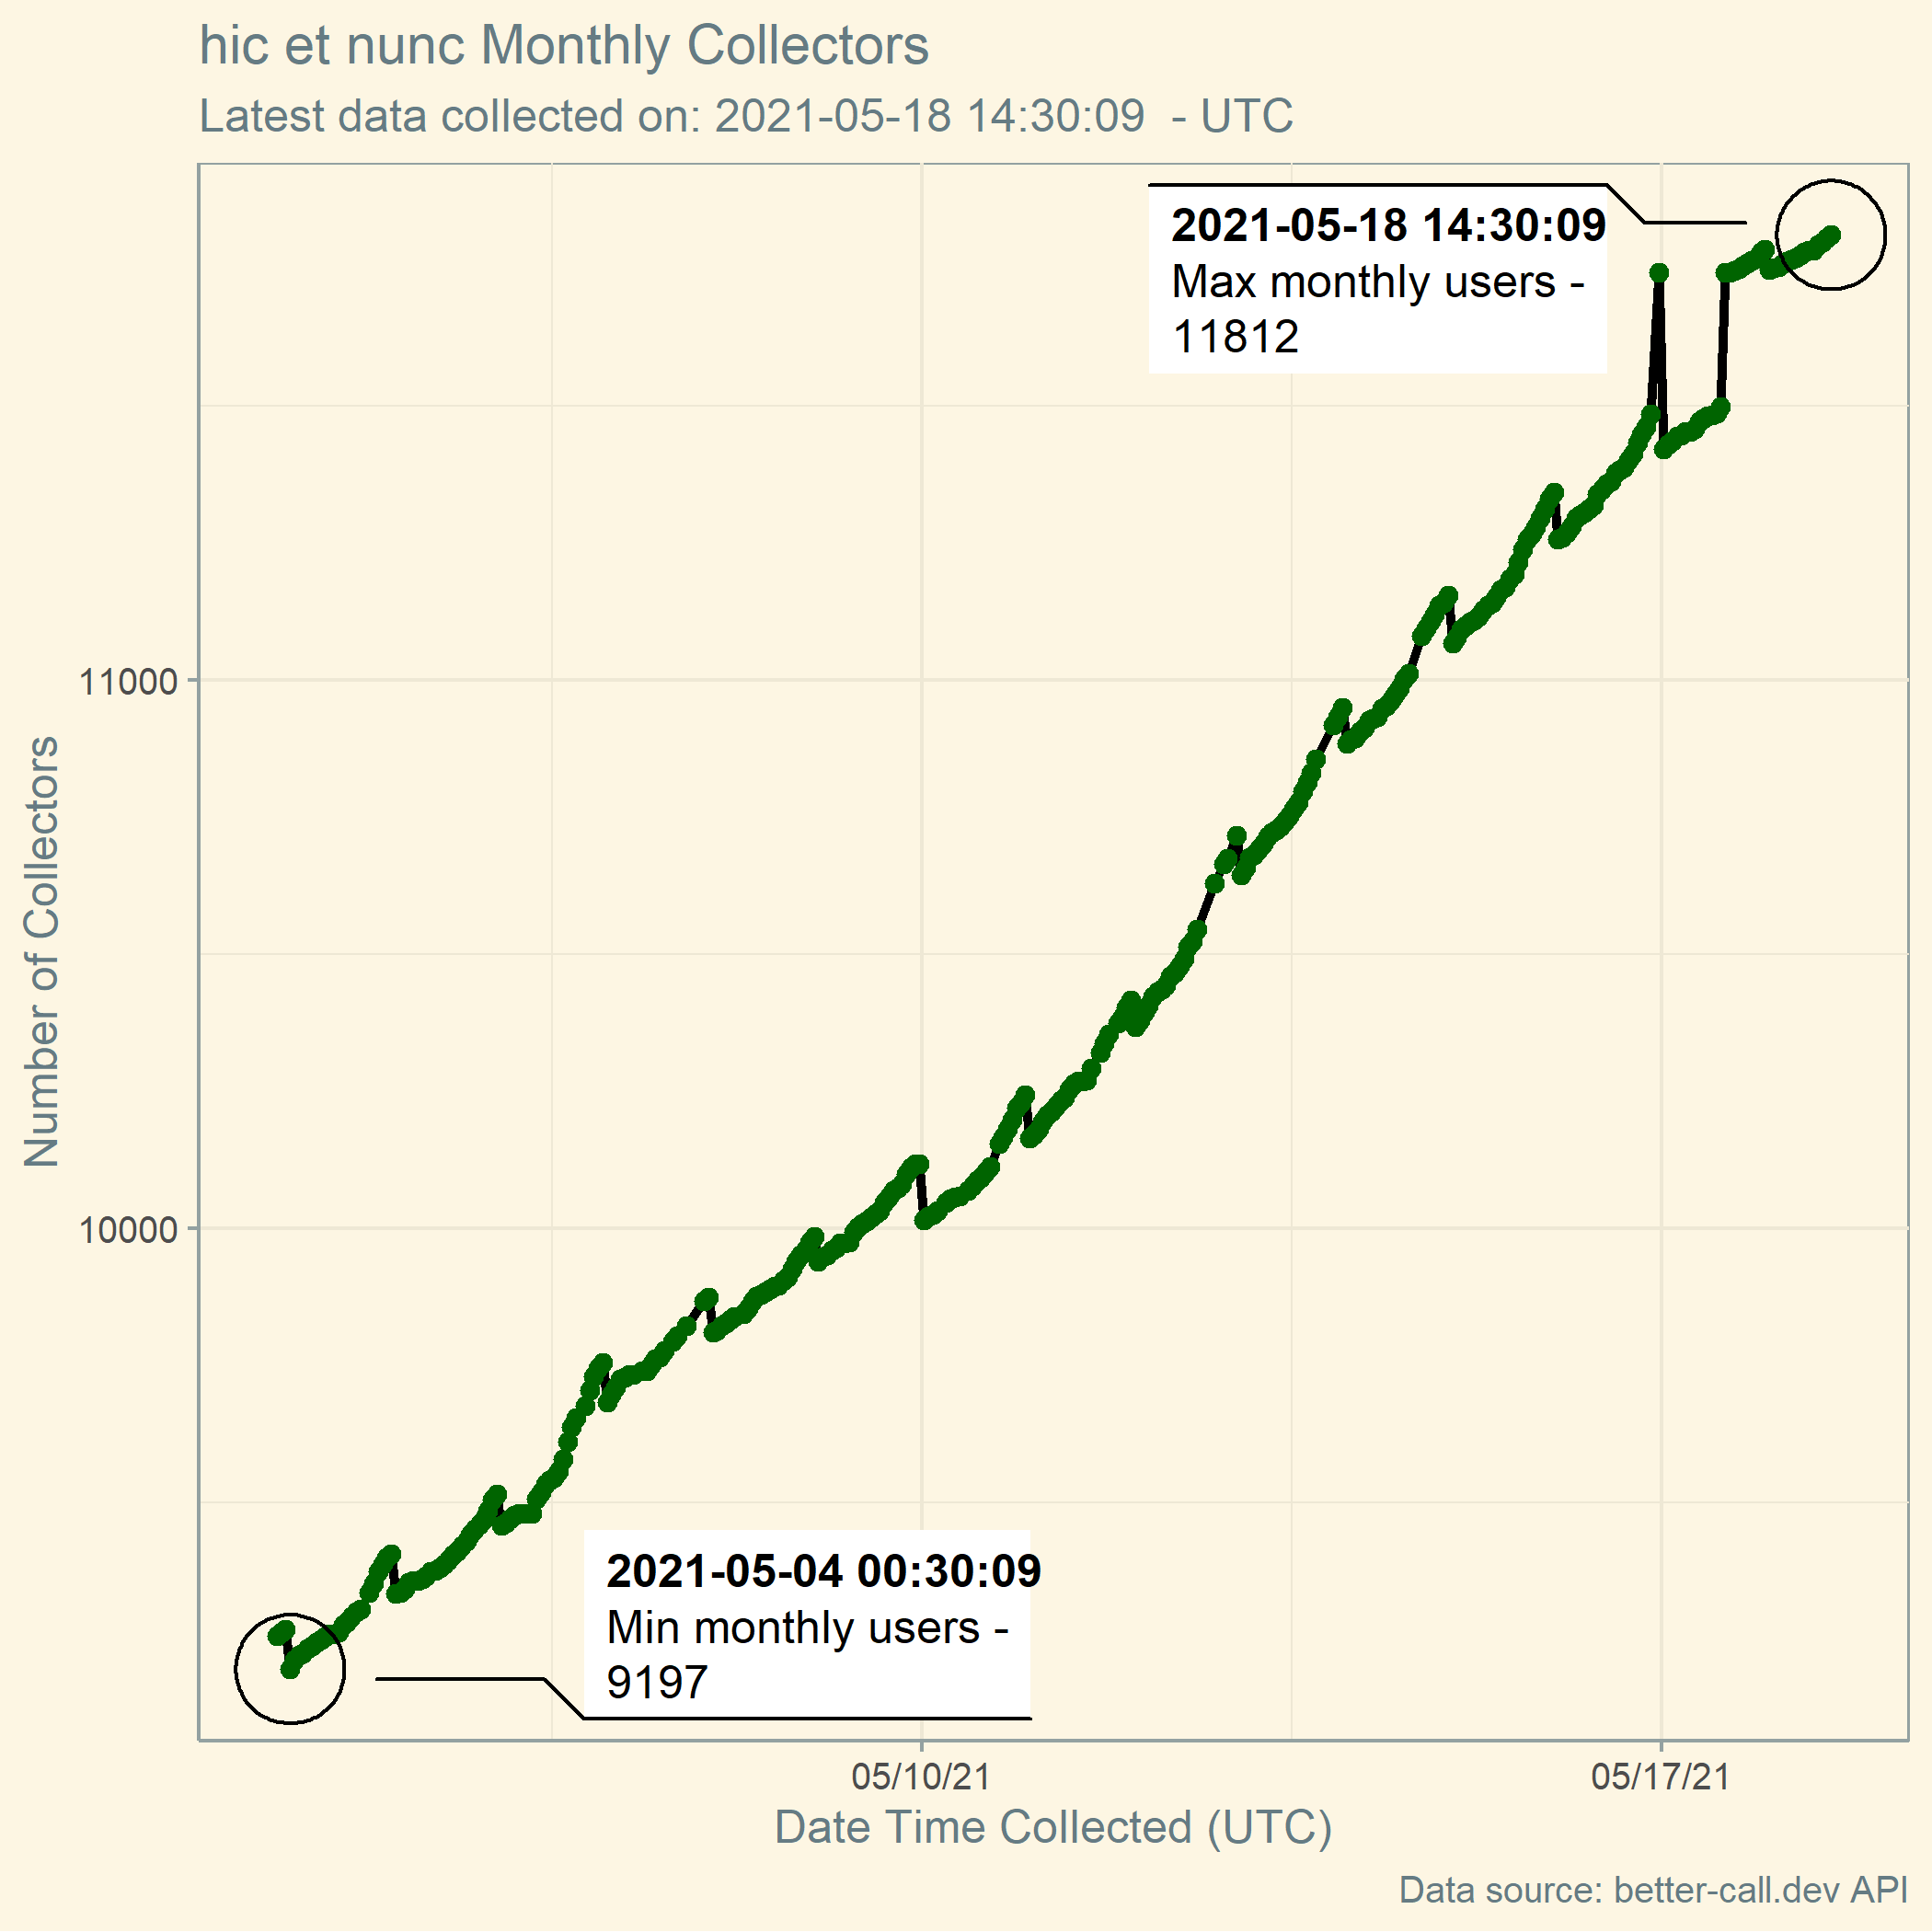 hic et nunc Monthly Collectors
Latest data collected on: 2021-05-18 14:30:09  - UTC
2021-05-18 14:30:09
Max monthly users -
11812
11000
Number of Collectors
10000
2021-05-04 00:30:09
Min monthly users -
9197
05/10/21
05/17/21
Date Time Collected (UTC)
Data source: better-call.dev API